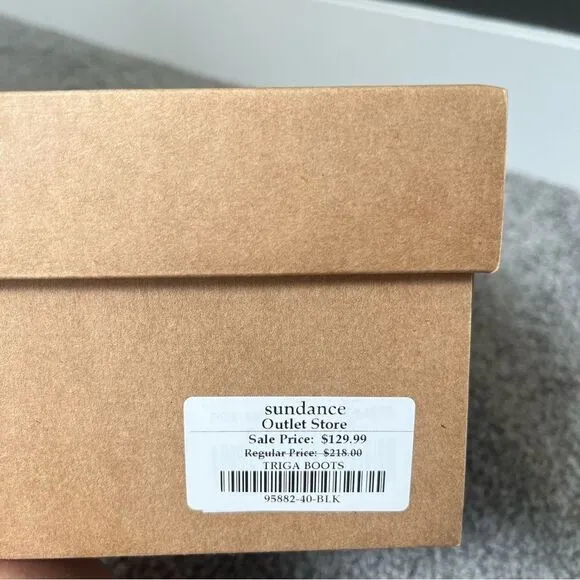 sundance
Outlet Store
Sale Price: $129.99
Regular Price: $218.00
TRIGA BOOTS
95882-40-BLK